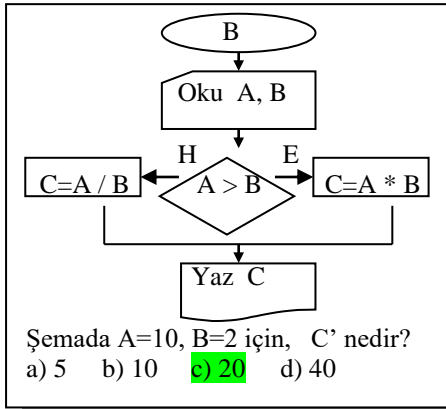 B
Oku A, B
H E
C=A / B A > B C=A * B
Yaz C
Şemada A=10, B=2 için, C' nedir?
a) 5 b) 10 c) 20 d) 40